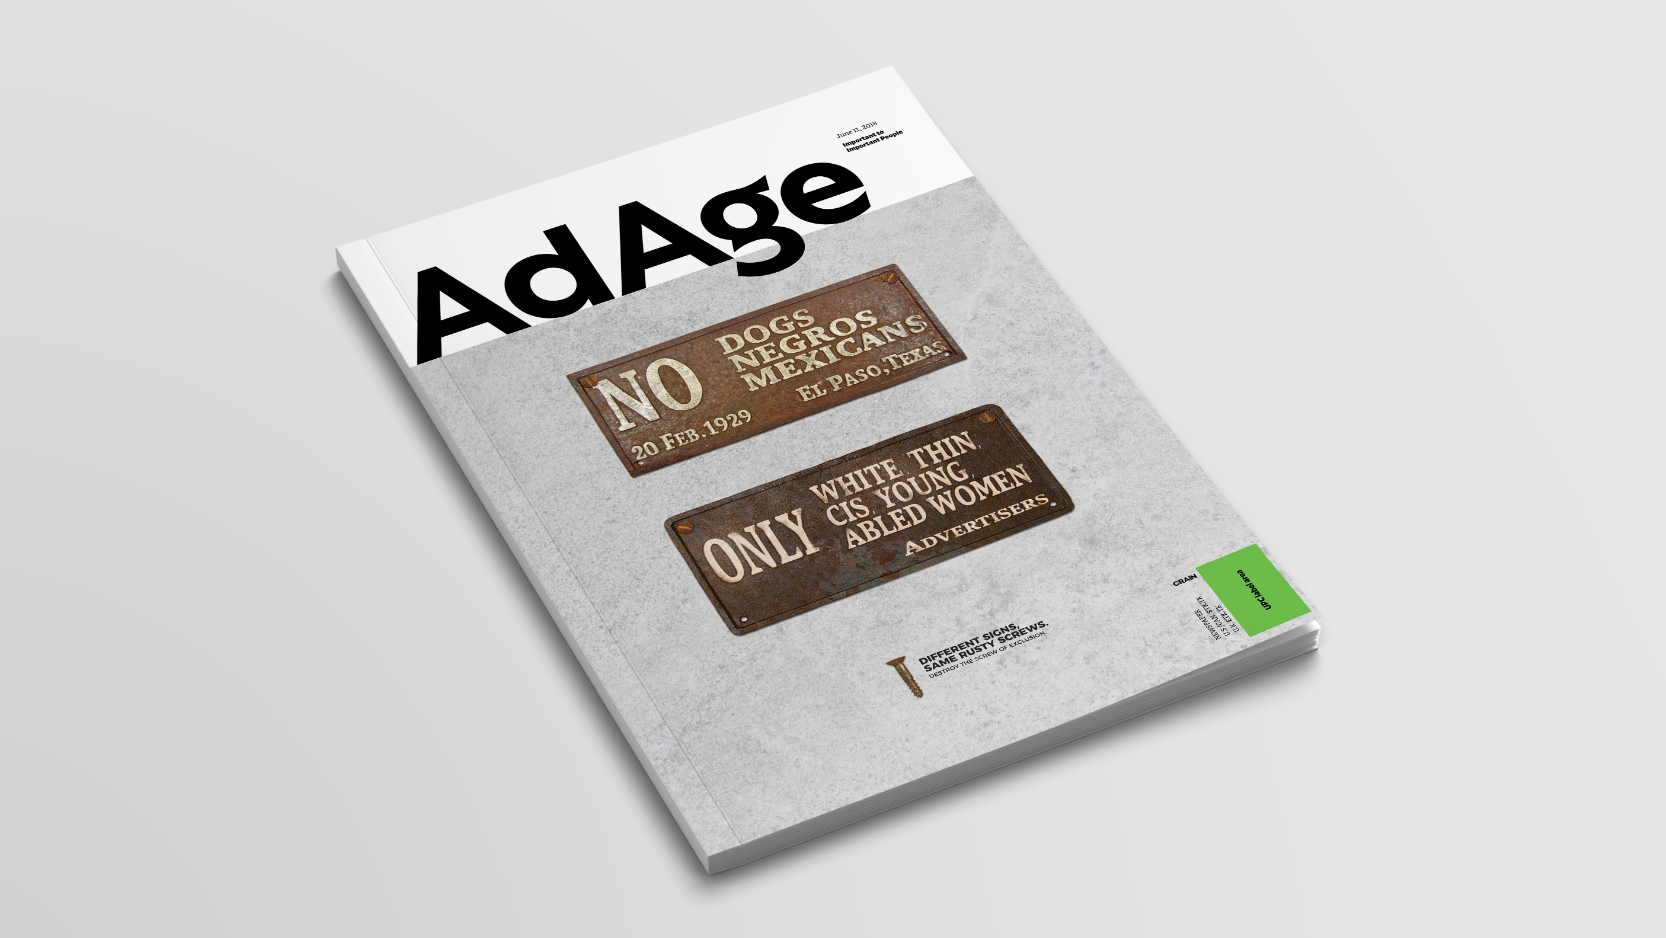 June 11, 2018
Important to
Important People
AdAge
NO
DOGS
NEGROS
MEXICANS
20 FEB.1929
EL PASO, TEXAS
ONLY
WHITE, THIN,
CIS, YOUNG,
ABLED WOMEN
ADVERTISERS
DIFFERENT SIGNS,
SAME RUSTY SCREWS.
DESTROY THE SCREW OF EXCLUSION.
CRAIN
UPC label area
NEWSPAPER